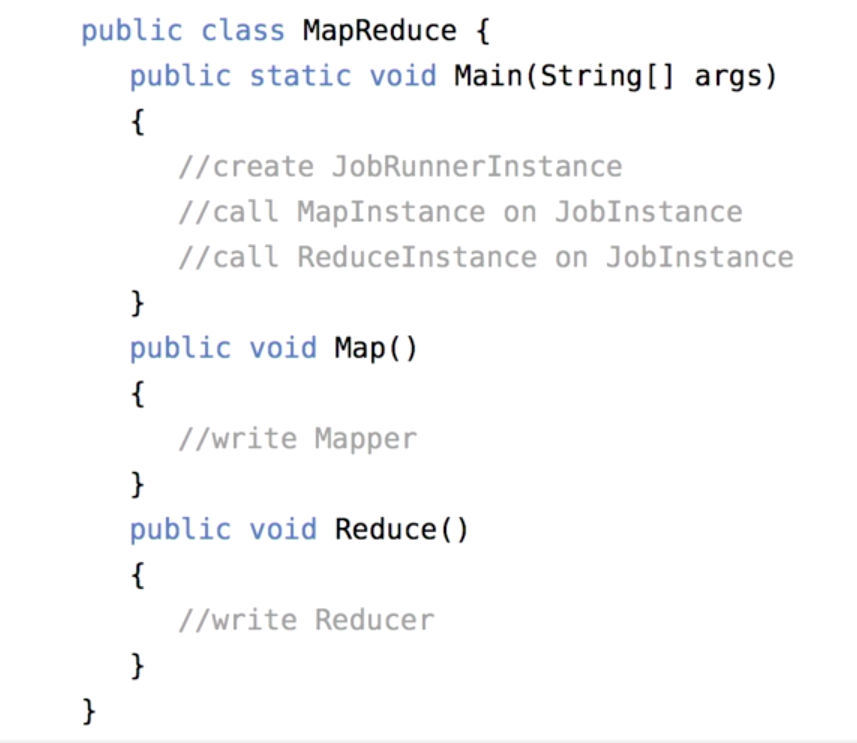 public class MapReduce {
public static void Main(String[] args)
{
//create JobRunnerInstance
//call MapInstance on JobInstance
//call ReduceInstance on JobInstance
}
public void Map()
{
//write Mapper
}
public void Reduce()
{
//write Reducer
}
}